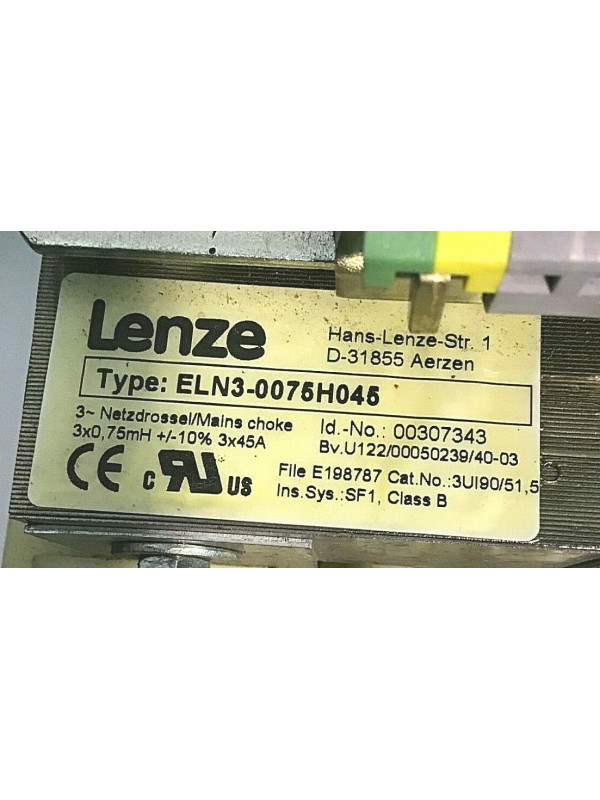 Lenze
Hans-Lenze-Str. 1
D-31855 Aerzen
Type: ELN3-0075H045
3~ Netzdrossel/Mains choke
3x0,75mH +/-10% 3x45A
Id.-No.: 00307343
Bv.U122/00050239/40-03
CE c RU US
File E198787 Cat.No.:3UI90/51,5
Ins.Sys.:SF1, Class B